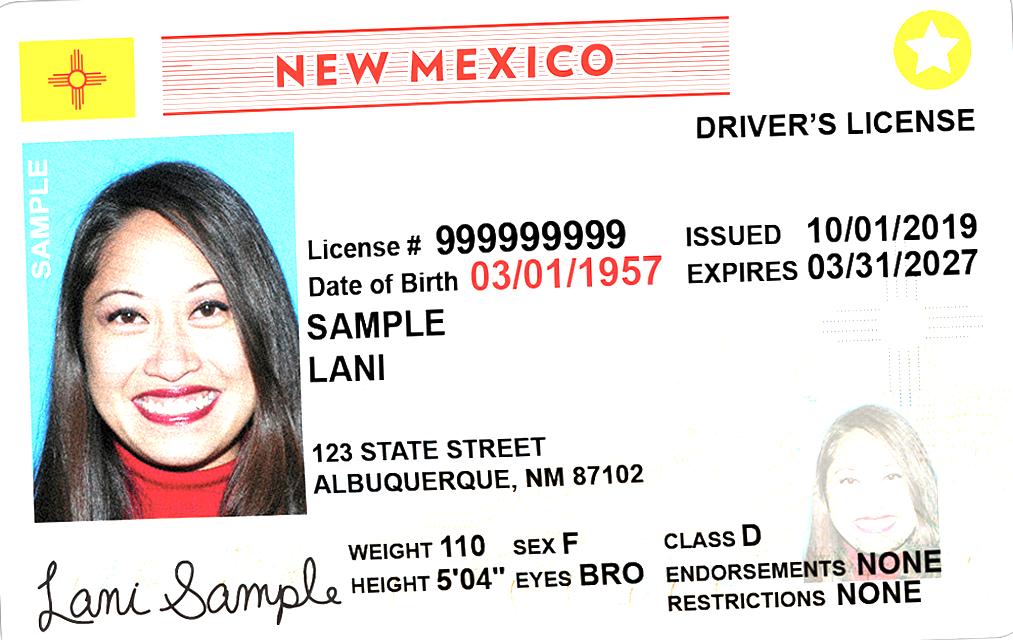 NEW MEXICO
DRIVER'S LICENSE
SAMPLE
License # 999999999
ISSUED 10/01/2019
Date of Birth 03/01/1957
EXPIRES 03/31/2027
SAMPLE
LANI
123 STATE STREET
ALBUQUERQUE, NM 87102
WEIGHT 110 SEX F
CLASS D
HEIGHT 5'04" EYES BRO
ENDORSEMENTS NONE
RESTRICTIONS NONE
Lani Sample